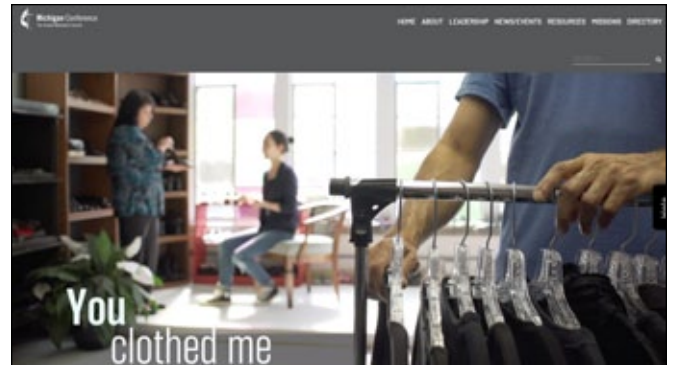 Michigan Conference
HOME ABOUT LEADERSHIP NEWS/EVENTS RESOURCES MISSIONS DIRECTORY
You
clothed me